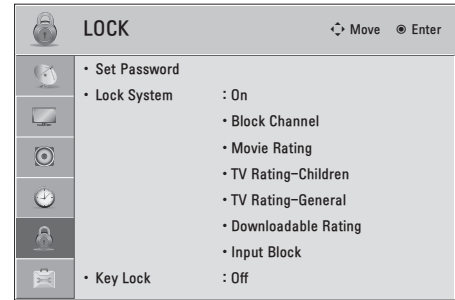 LOCK Move Enter
• Set Password
• Lock System : On
• Block Channel
• Movie Rating
• TV Rating-Children
• TV Rating-General
• Downloadable Rating
• Input Block
• Key Lock : Off